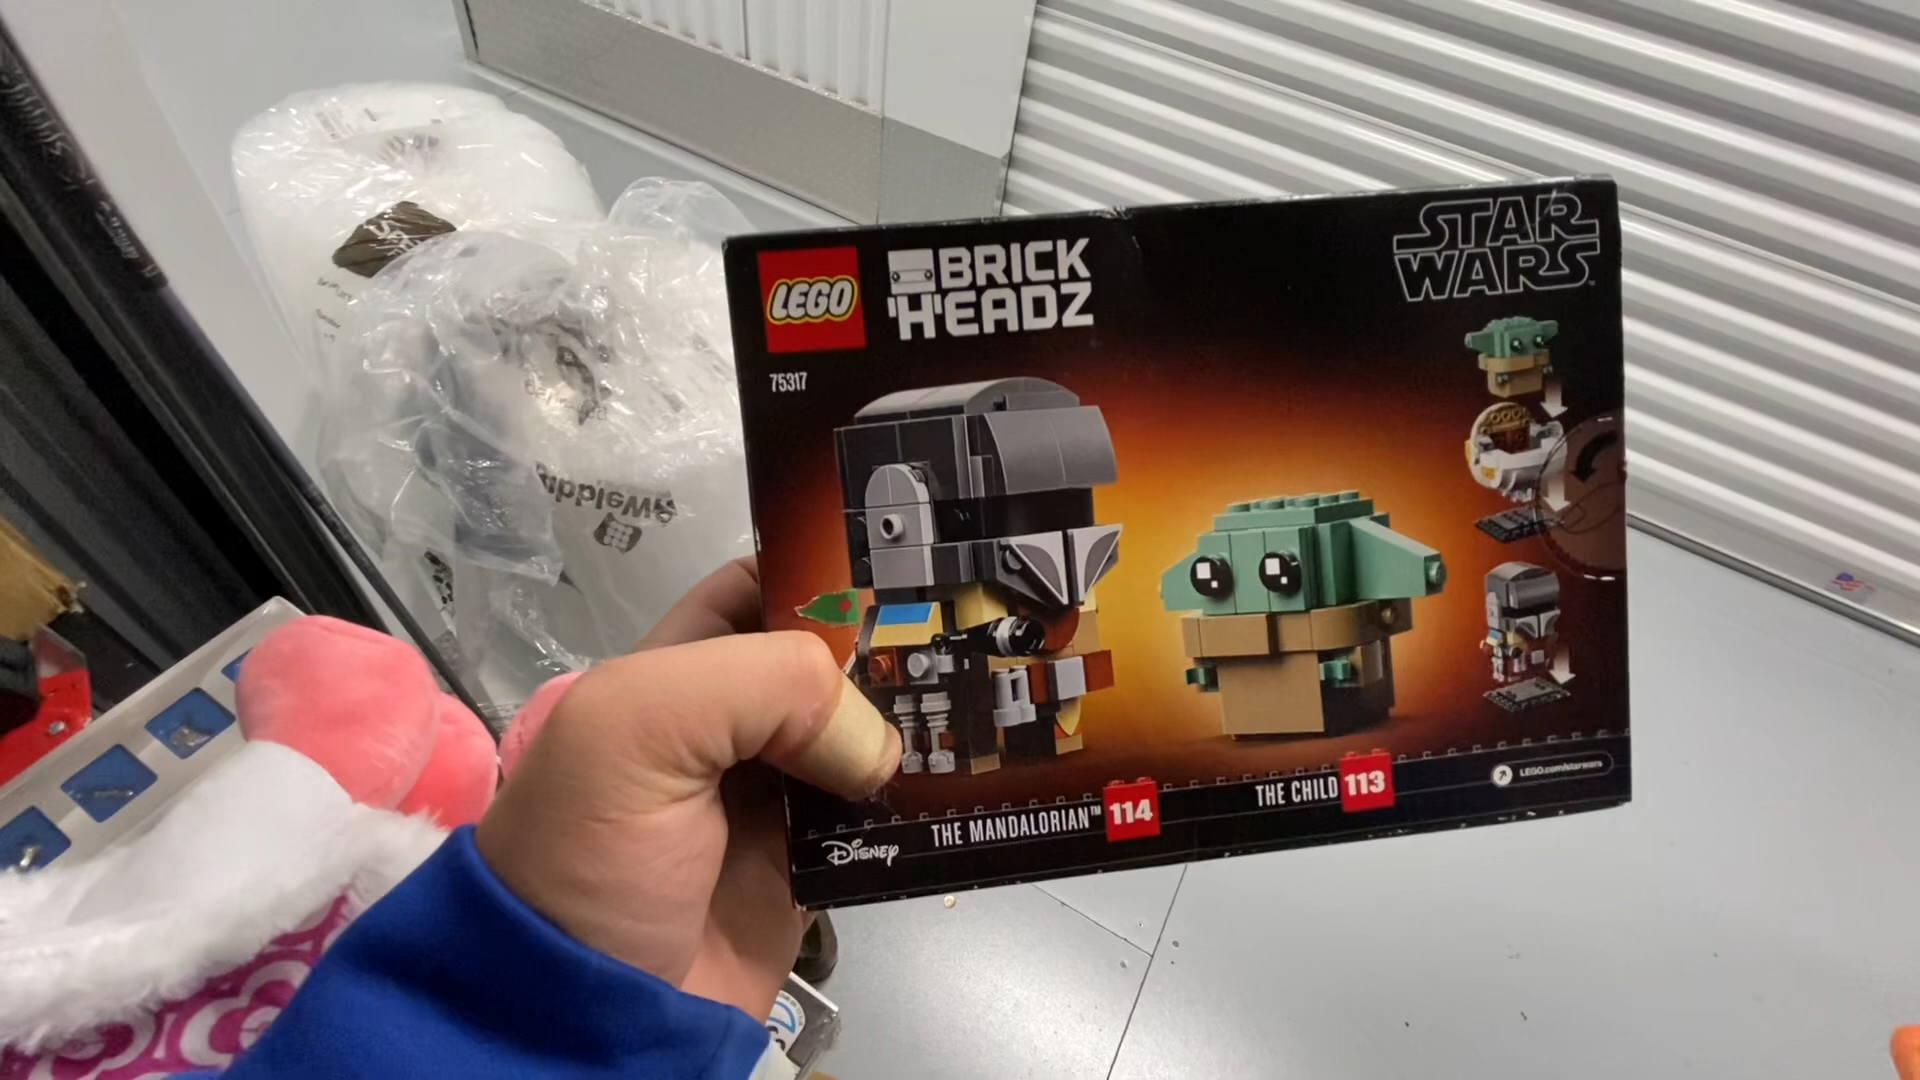 LEGO
BRICK
HEADZ
STAR
WARS
75317
THE MANDALORIAN™ 114
THE CHILD 113
LEGO.com/starwars
Disney